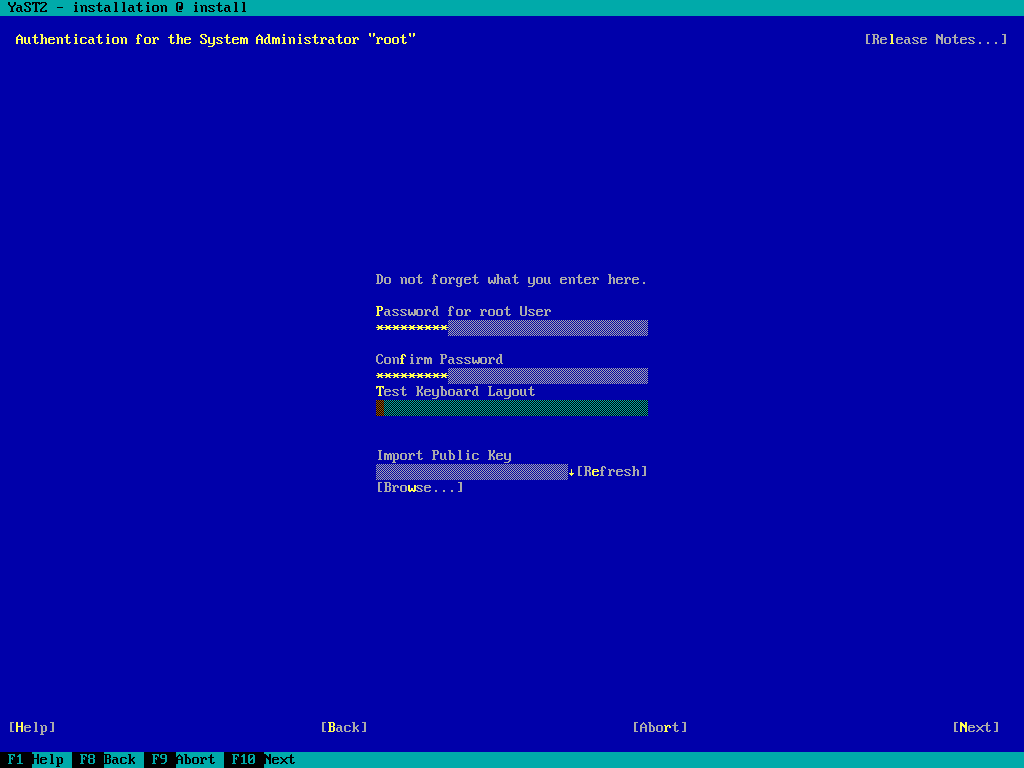 YaST2 - installation @ install
Authentication for the System Administrator "root" [Release Notes...]
Do not forget what you enter here.
Password for root User
*********
Confirm Password
*********
Test Keyboard Layout
Import Public Key
↓[Refresh]
[Browse...]
[Help] [Back] [Abort] [Next]
F1 Help F8 Back F9 Abort F10 Next